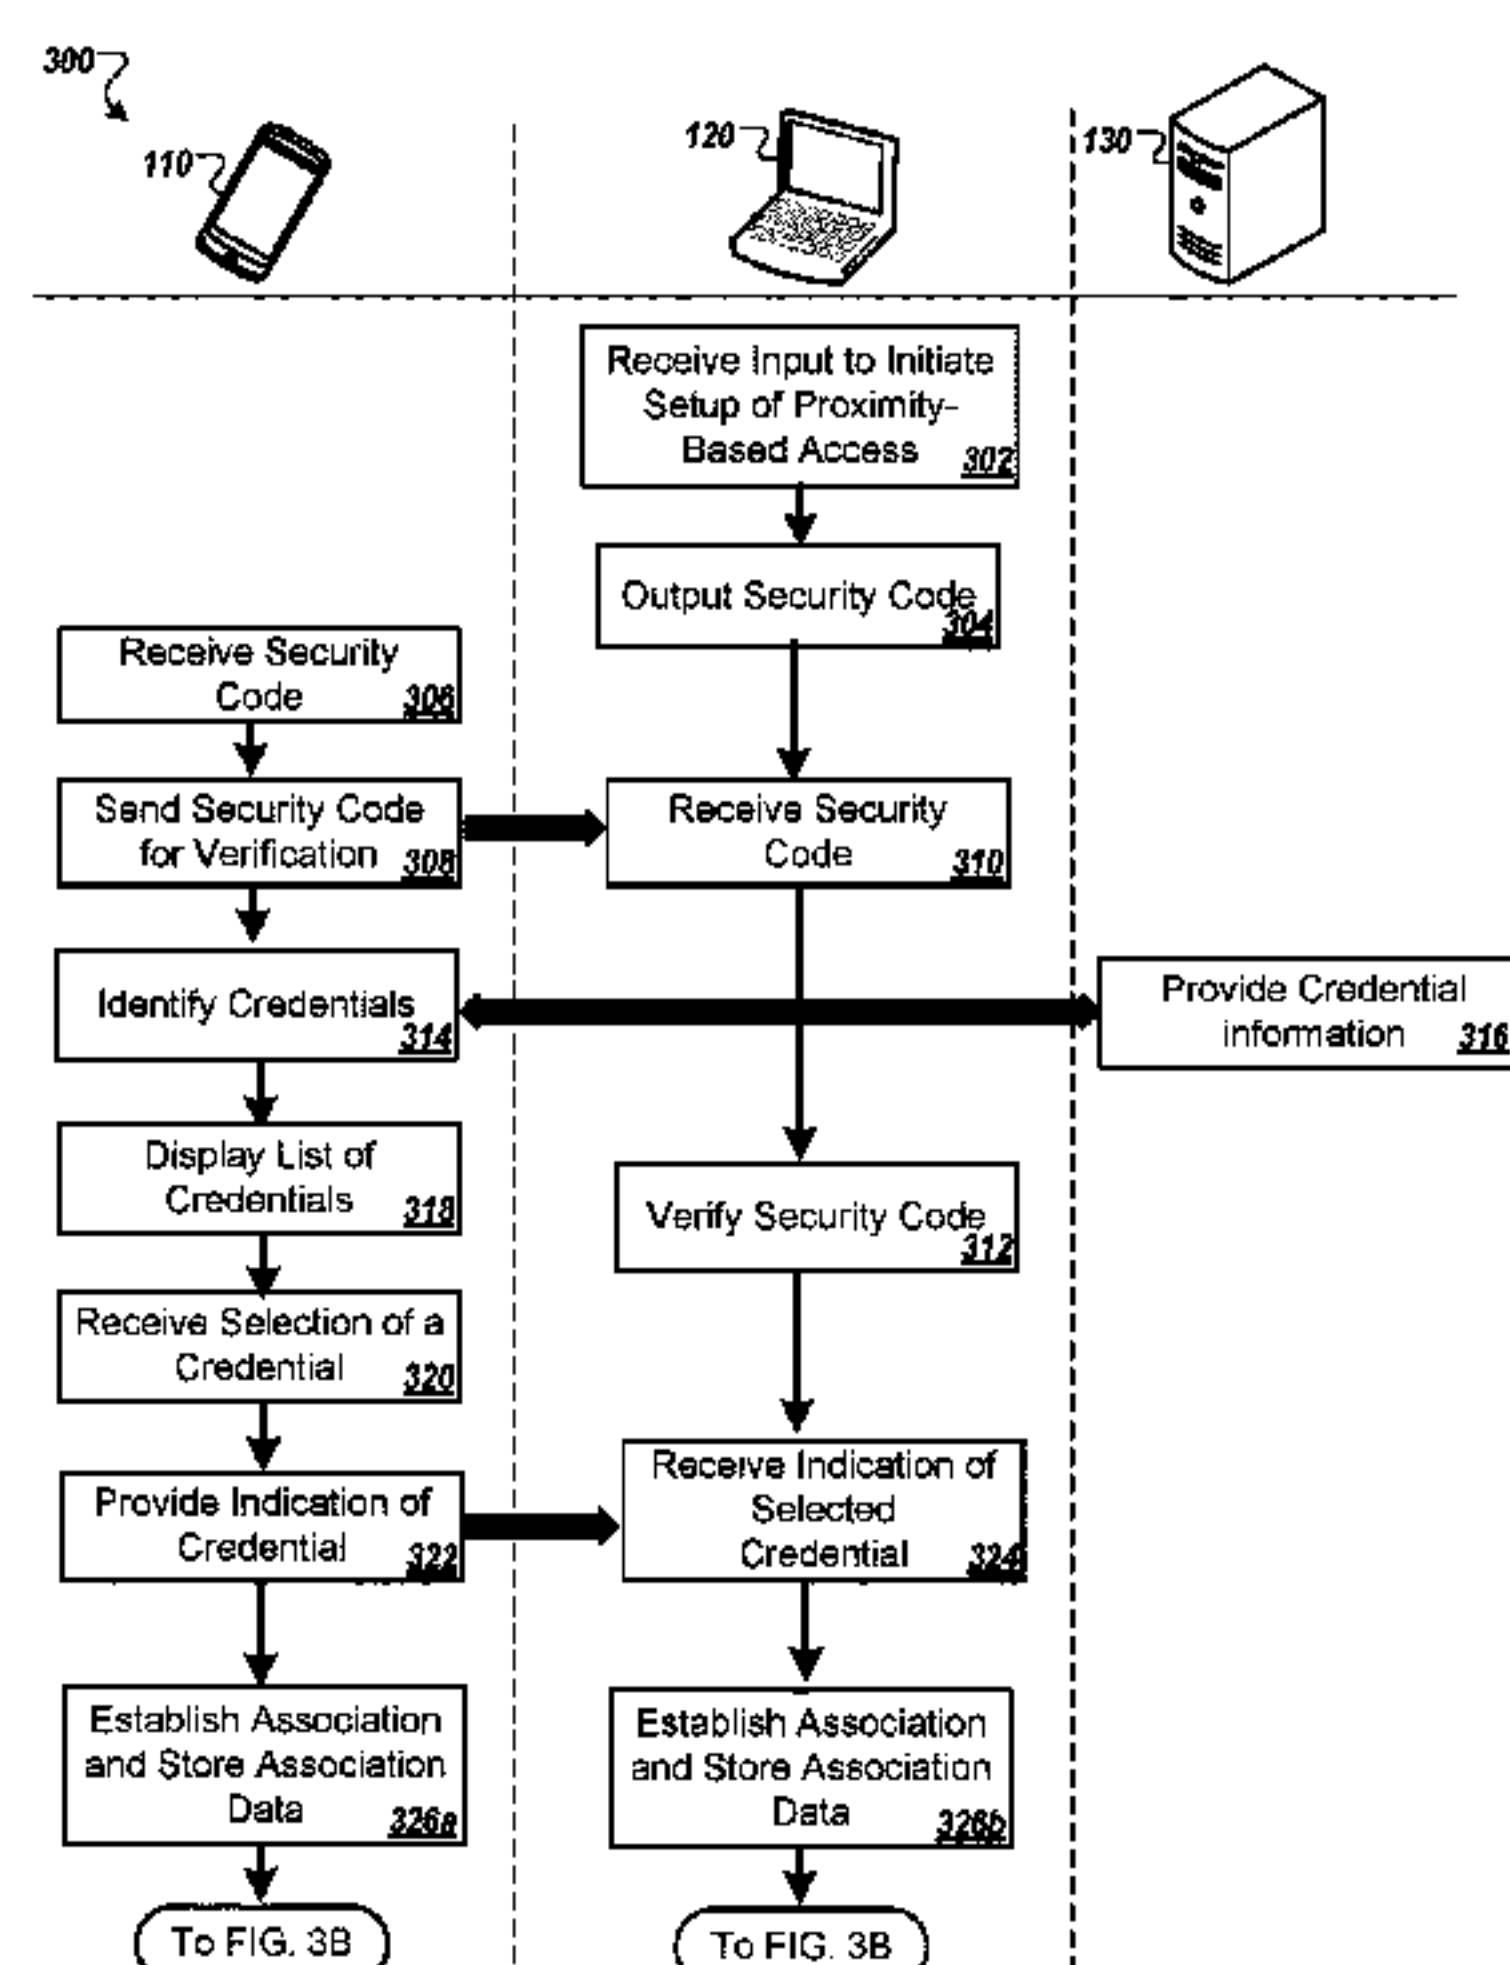 300
110
120
130
Receive Input to Initiate
Setup of Proximity-
Based Access 302
Output Security Code
304
Receive Security
Code 306
Send Security Code
for Verification 308
Receive Security
Code 310
Identify Credentials
314
Provide Credential
information 316
Display List of
Credentials 318
Verify Security Code
312
Receive Selection of a
Credential 320
Provide Indication of
Credential 322
Receive Indication of
Selected
Credential 324
Establish Association
and Store Association
Data 326a
Establish Association
and Store Association
Data 326b
To FIG. 3B
To FIG. 3B